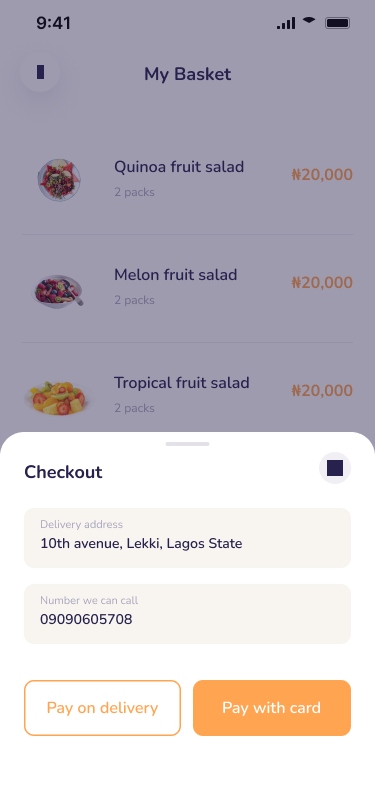 9:41
My Basket
Quinoa fruit salad
2 packs
₦20,000
Melon fruit salad
2 packs
₦20,000
Tropical fruit salad
2 packs
₦20,000
Checkout
Delivery address
10th avenue, Lekki, Lagos State
Number we can call
09090605708
Pay on delivery
Pay with card